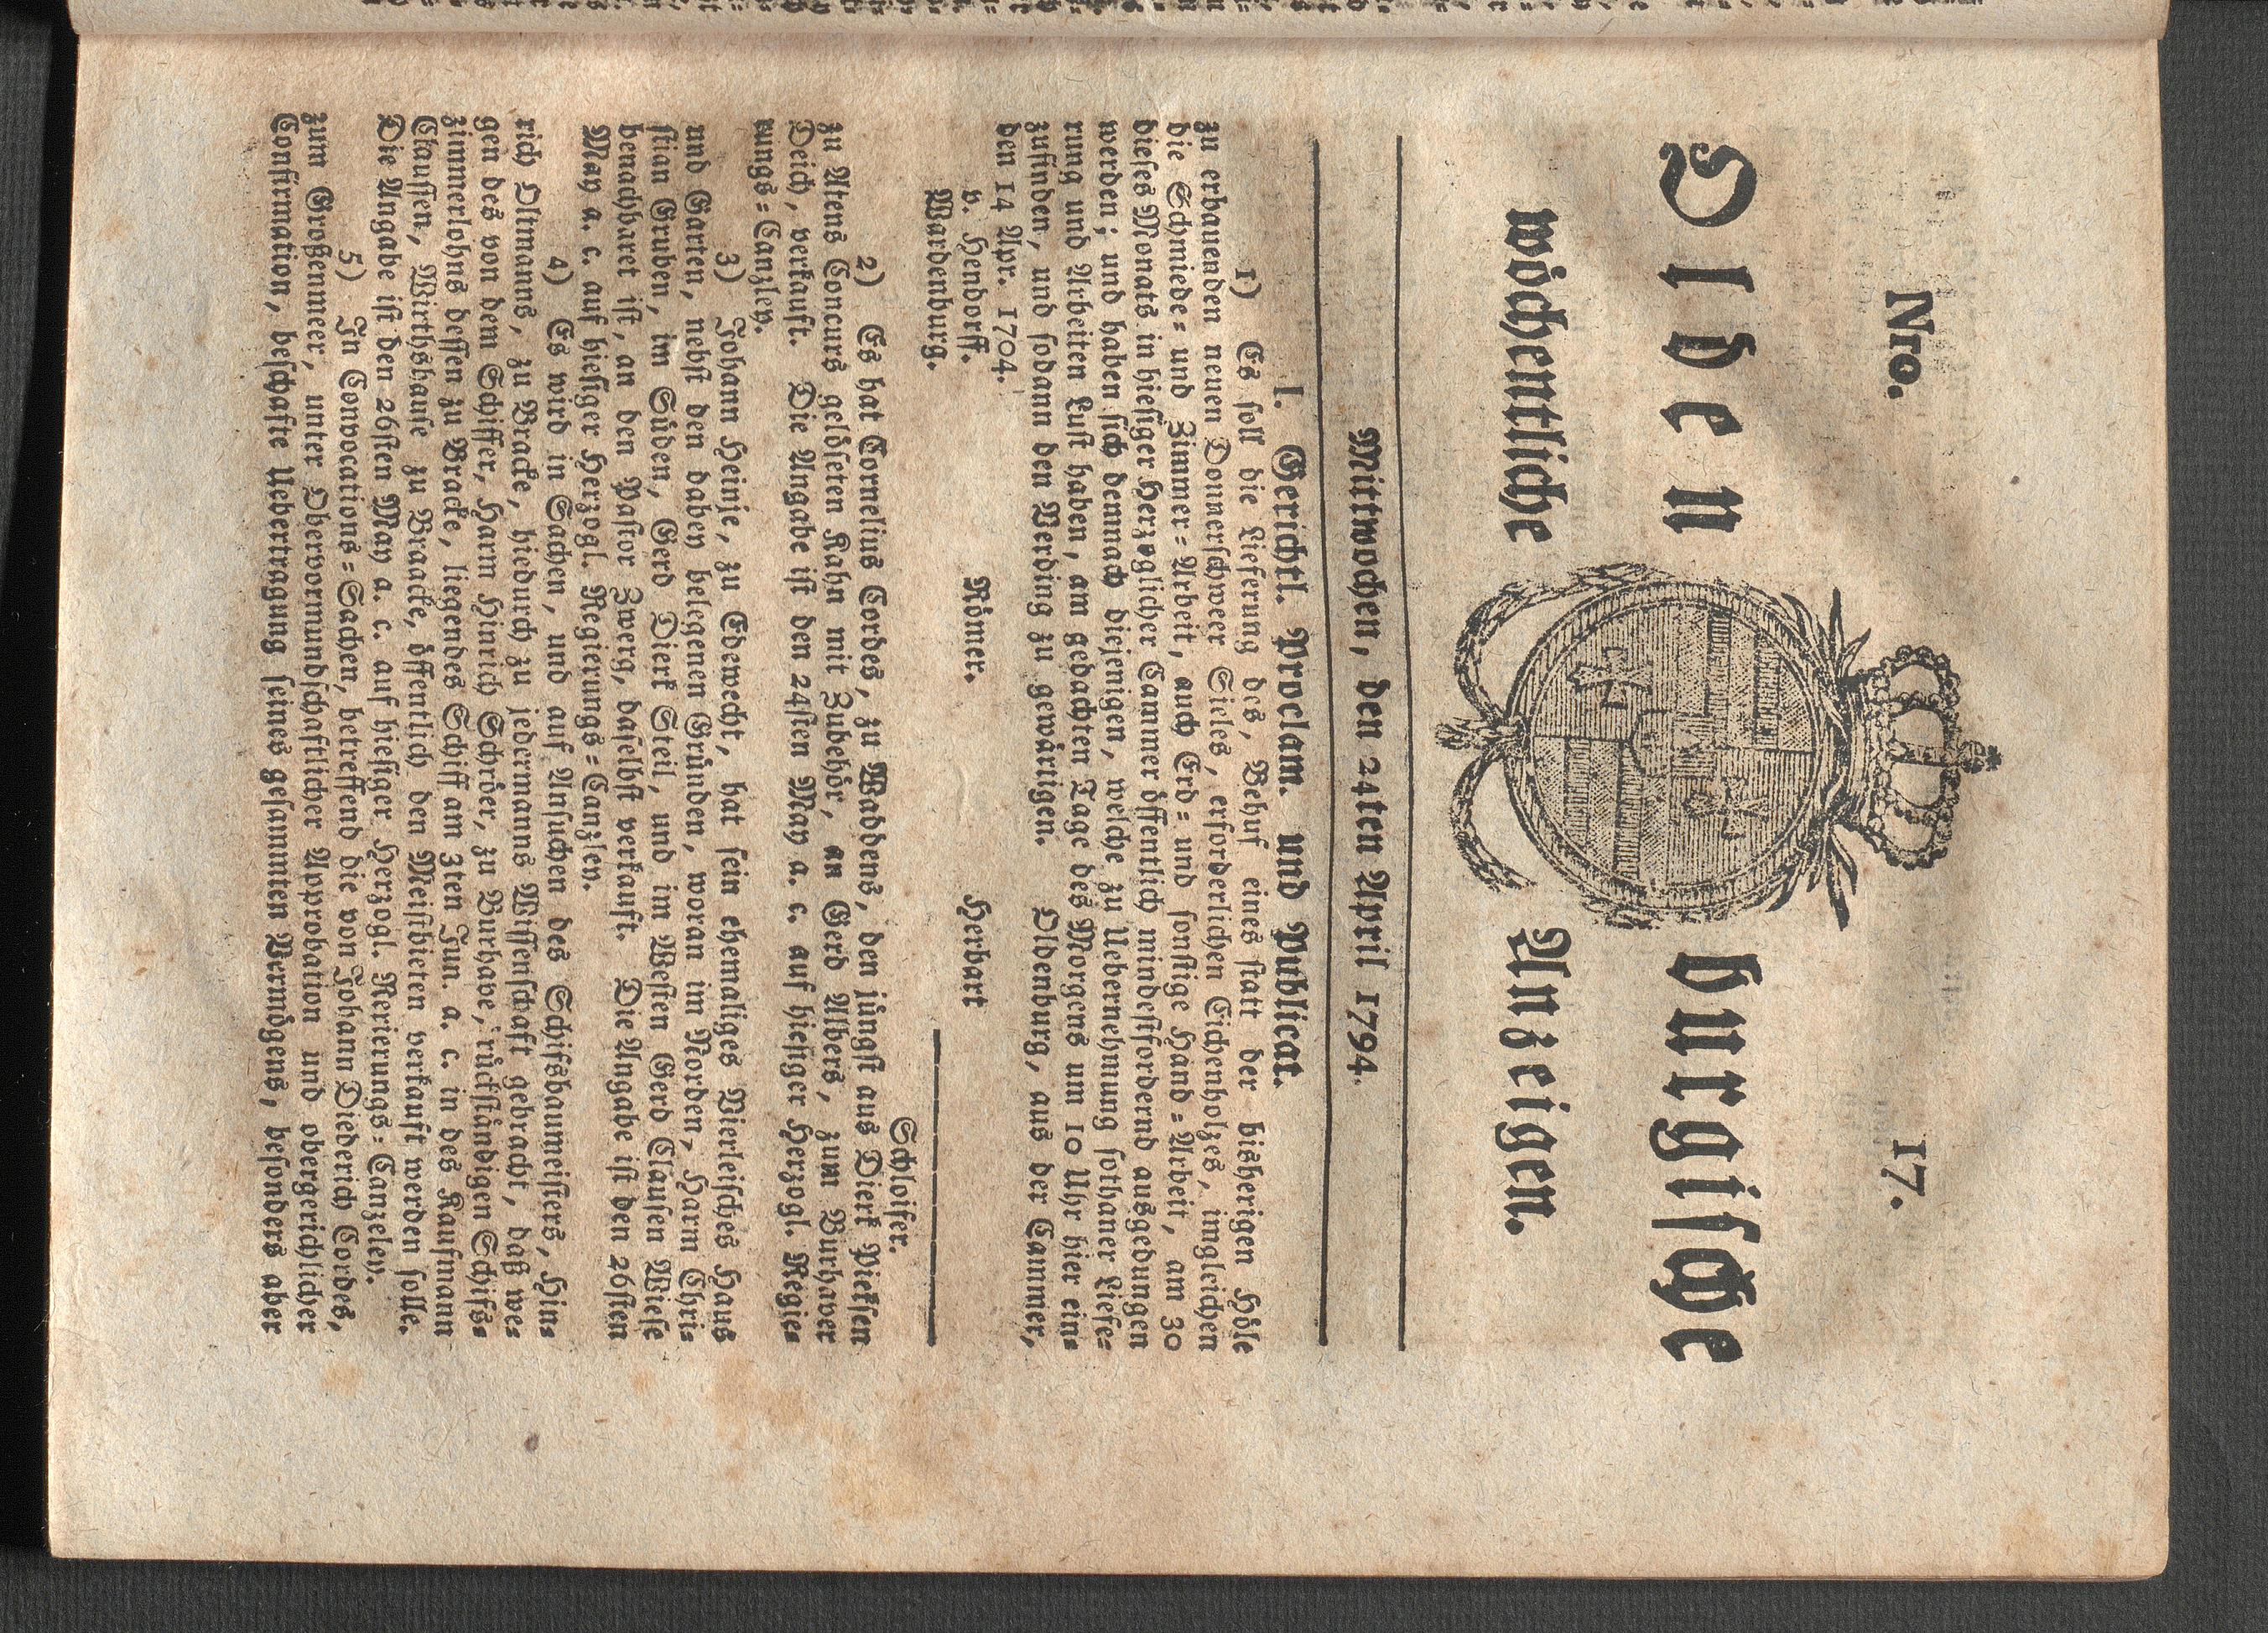 Nro. 17.
Olden burgische
wöchentliche Anzeigen.
Mittwochen, den 24ten April 1794.
I. Gerichtl. Proclam. und Publicat.
1) Es soll die Lieferung des, Behuf eines statt der bisherigen Höle
zu erbauenden neuen Donnerschweer Sieles, erforderlichen Eichenholzes, imgleichen
die Schmiede= und Zimmer=Arbeit, auch Erd= und sonstige Hand=Arbeit, am 30
dieses Monats in hiesiger Herzoglicher Cammer öffentlich mindestfordernd ausgedungen
werden; und haben sich demnach diejenigen, welche zu Uebernehmung sothaner Liefe=
rung und Arbeiten Lust haben, am gedachten Tage des Morgens um 10 Uhr hier ein=
zufinden, und sodann den Verding zu gewärtigen. Oldenburg, aus der Cammer,
den 14 Apr. 1704.
v. Hendorff. Römer. Herbart
Wardenburg.
Schloifer.
2) Es hat Cornelius Cordes, zu Waddens, den jüngst aus Dierk Pieksen
zu Atens Concurs gelöseten Kahn mit Zubehör, an Gerd Albers, zum Burhaver
Deich, verkauft. Die Angabe ist den 24sten May a. c. auf hiesiger Herzogl. Regie=
rungs=Canzley.
3) Johann Heinje, zu Edewecht, hat sein ehemaliges Bierleisches Haus
und Garten, nebst den dabey belegenen Gründen, woran im Norden, Harm Chri=
stian Gruben, im Süden, Gerd Dierk Steil, und im Westen Gerd Clausen Wiese
benachbaret ist, an den Pastor Zwerg, daselbst verkauft. Die Angabe ist den 26sten
May a. c. auf hiesiger Herzogl. Regierungs=Canzley.
4) Es wird in Sachen, und auf Ansuchen des Schifsbaumeisters, Hin=
rich Oltmanns, zu Bracke, hiedurch zu jedermanns Wissenschaft gebracht, daß we=
gen des von dem Schiffer, Harm Hinrich Schröer, zu Burhave, rückständigen Schifs=
zimmerlohns dessen zu Bracke, liegendes Schiff am 3ten Jun. a. c. in des Kaufmann
Claussen, Wirthshause zu Braacke, öffentlich den Meistbieten verkauft werden solle.
Die Angabe ist den 26sten May a. c. auf hiesiger Herzogl. Regierungs=Canzeley.
5) In Convocations=Sachen, betreffend die von Johann Diederich Cordes,
zum Großenmeer, unter Obervormundschaftlicher Approbation und obergerichlicher
Confirmation, beschafte Uebertragung seines gesammten Vermögens, besonders aber